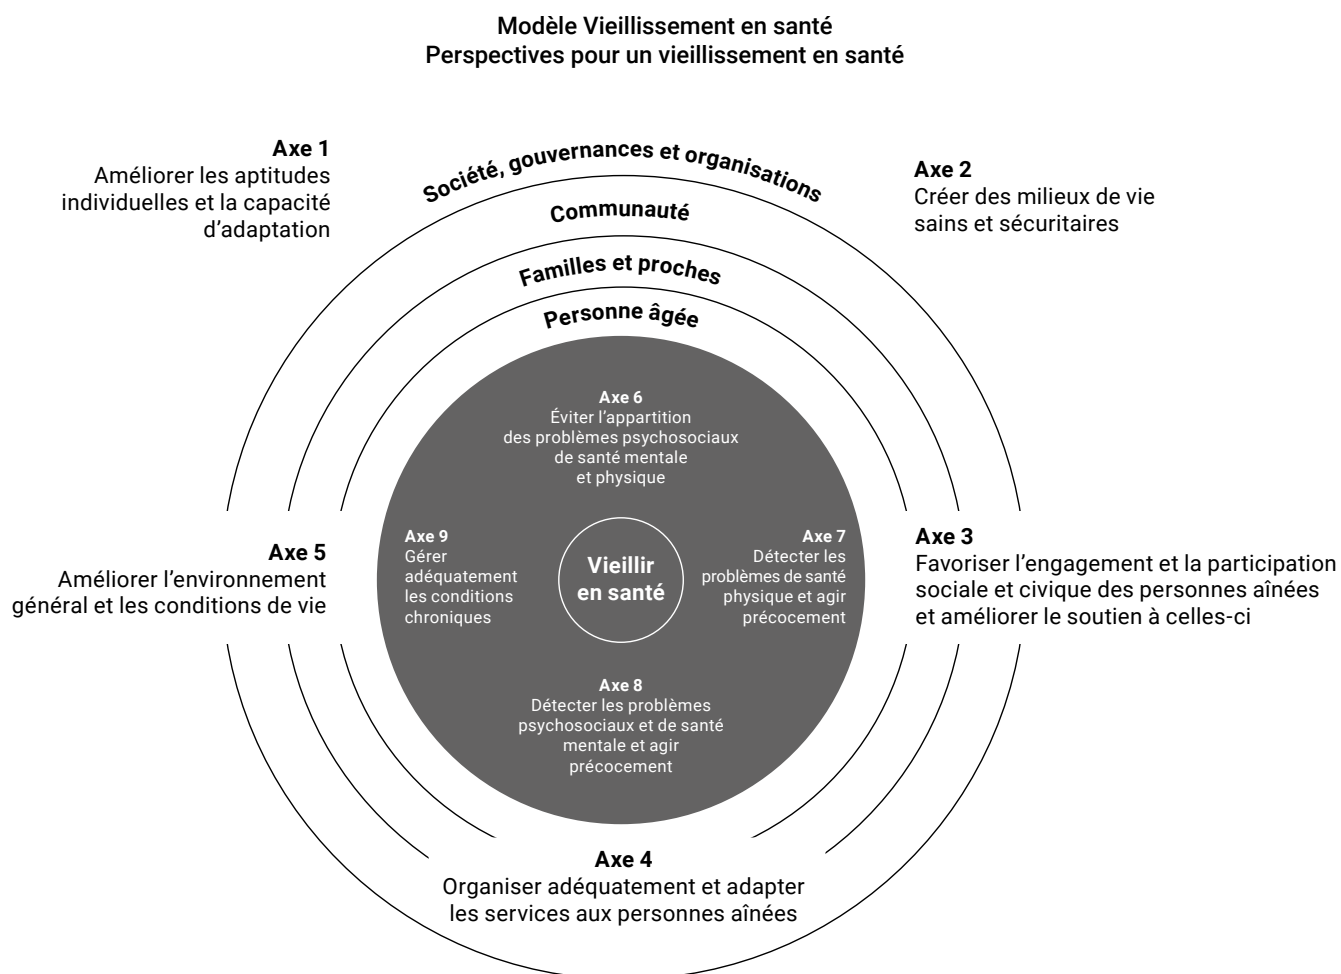 Modèle Vieillissement en santé
Perspectives pour un vieillissement en santé
Axe 1
Améliorer les aptitudes
individuelles et la capacité
d’adaptation
Société, gouvernances et organisations
Communauté
Familles et proches
Personne âgée
Axe 2
Créer des milieux de vie
sains et sécuritaires
Axe 6
Éviter l’appartition
des problèmes psychosociaux
de santé mentale
et physique
Axe 5
Améliorer l’environnement
général et les conditions de vie
Axe 9
Gérer
adéquatement
les conditions
chroniques
Vieillir
en santé
Axe 7
Détecter les
problèmes de santé
physique et agir
précocement
Axe 3
Favoriser l’engagement et la participation
sociale et civique des personnes aînées
et améliorer le soutien à celles-ci
Axe 8
Détecter les problèmes
psychosociaux et de santé
mentale et agir
précocement
Axe 4
Organiser adéquatement et adapter
les services aux personnes aînées